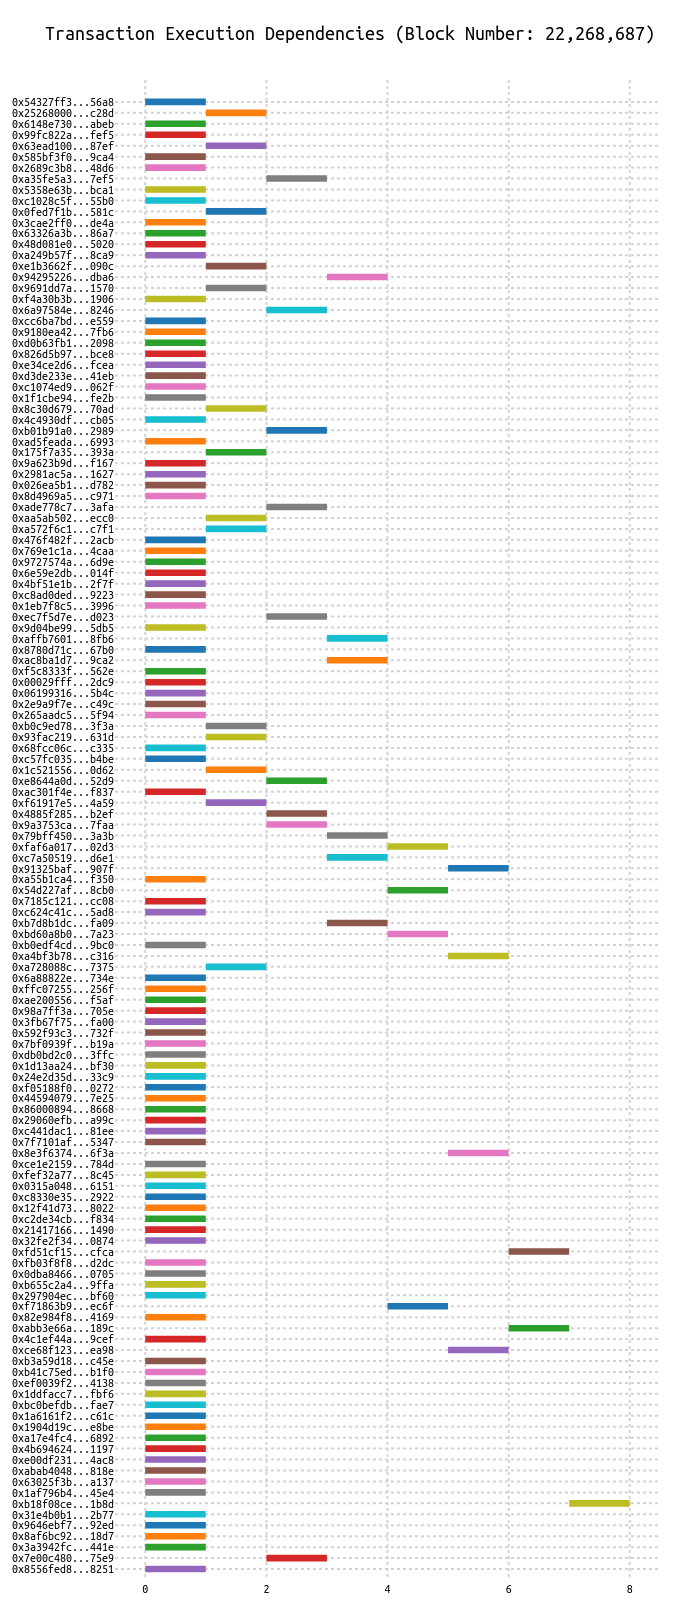 Transaction Execution Dependencies (Block Number: 22,268,687)
0x54327ff3...56a8
0x25268000...c28d
0x6148e730...abeb
0x99fc822a...fef5
0x63ead100...87ef
0x585bf3f0...9ca4
0x2689c3b8...48d6
0xa35fe5a3...7ef5
0x5358e63b...bca1
0xc1028c5f...55b0
0x0fed7f1b...581c
0x3cae2ff0...de4a
0x63326a3b...86a7
0x48d081e0...5020
0xa249b57f...8ca9
0xe1b3662f...090c
0x94295226...dba6
0x9691dd7a...1570
0xf4a30b3b...1906
0x6a97584e...8246
0xcc6ba7bd...e559
0x9180ea42...7fb6
0xd0b63fb1...2098
0x826d5b97...bce8
0xe34ce2d6...fcea
0xd3de233e...41eb
0xc1074ed9...062f
0x1f1cbe94...fe2b
0x8c30d679...70ad
0x4c4930df...cb05
0xb01b91a0...2989
0xad5feada...6993
0x175f7a35...393a
0x9a623b9d...f167
0x2981ac5a...1627
0x026ea5b1...d782
0x8d4969a5...c971
0xade778c7...3afa
0xaa5ab502...ecc0
0xa572f6c1...c7f1
0x476f482f...2acb
0x769e1c1a...4caa
0x9727574a...6d9e
0x6e59e2db...014f
0x4bf51e1b...2f7f
0xc8ad0ded...9223
0x1eb7f8c5...3996
0xec7f5d7e...d023
0x9d04be99...5db5
0xaffb7601...8fb6
0x8780d71c...67b0
0xac8ba1d7...9ca2
0xf5c8333f...562e
0x00029fff...2dc9
0x06199316...5b4c
0x2e9a9f7e...c49c
0x265aadc5...5f94
0xb0c9ed78...3f3a
0x93fac219...631d
0x68fcc06c...c335
0xc57fc035...b4be
0x1c521556...0d62
0xe8644a0d...52d9
0xac301f4e...f837
0xf61917e5...4a59
0x4885f285...b2ef
0x9a3753ca...7faa
0x79bff450...3a3b
0xfaf6a017...02d3
0xc7a50519...d6e1
0x91325baf...907f
0xa55b1ca4...f350
0x54d227af...8cb0
0x7185c121...cc08
0xc624c41c...5ad8
0xb7d8b1dc...fa09
0xbd60a8b0...7a23
0xb0edf4cd...9bc0
0xa4bf3b78...c316
0xa728088c...7375
0x6a88822e...734e
0xffc07255...256f
0xae200556...f5af
0x98a7ff3a...705e
0x3fb67f75...fa00
0x592f93c3...732f
0x7bf0939f...b19a
0xdb0bd2c0...3ffc
0x1d13aa24...bf30
0x24e2d35d...33c9
0xf05188f0...0272
0x44594079...7e25
0x86000894...8668
0x29060efb...a99c
0xc441dac1...81ee
0x7f7101af...5347
0x8e3f6374...6f3a
0xce1e2159...784d
0xfef32a77...8c45
0x0315a048...6151
0xc8330e35...2922
0x12f41d73...8022
0xc2de34cb...f834
0x21417166...1490
0x32fe2f34...0874
0xfd51cf15...cfca
0xfb03f8f8...d2dc
0x0dba8466...0705
0xb655c2a4...9ffa
0x297904ec...bf60
0xf71863b9...ec6f
0x82e984f8...4169
0xabb3e66a...189c
0x4c1ef44a...9cef
0xce68f123...ea98
0xb3a59d18...c45e
0xb41c75ed...b1f0
0xef0039f2...4138
0x1ddfacc7...fbf6
0xbc0befdb...fae7
0x1a6161f2...c61c
0x1904d19c...e8be
0xa17e4fc4...6892
0x4b694624...1197
0xe00df231...4ac8
0xabab4048...818e
0x63025f3b...a137
0x1af796b4...45e4
0xb18f08ce...1b8d
0x31e4b0b1...2b77
0x9646ebf7...92ed
0x8af6bc92...18d7
0x3a3942fc...441e
0x7e00c480...75e9
0x8556fed8...8251
0 2 4 6 8